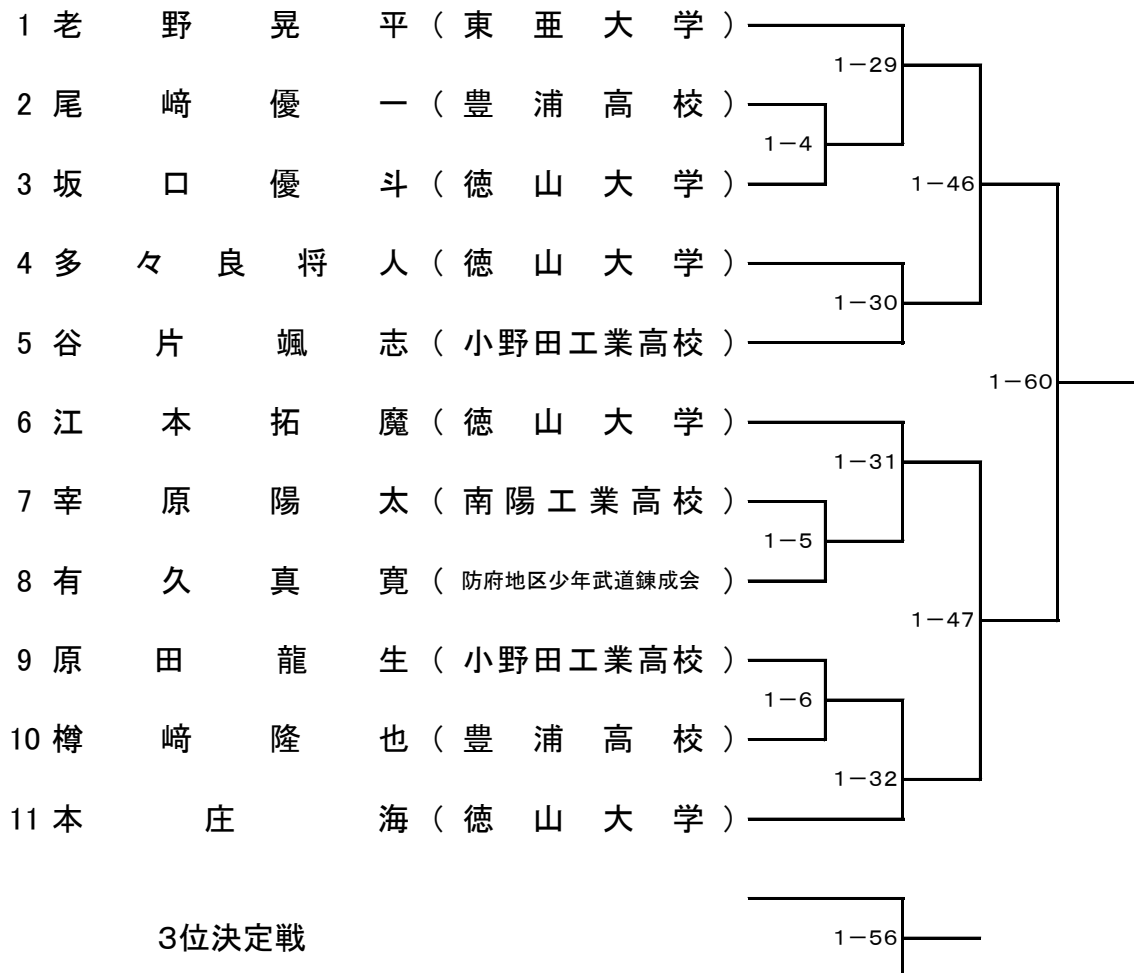 1 老野晃平（東亜大学）
1－29
2 尾﨑優一（豊浦高校）
1－4
3 坂口優斗（徳山大学）
1－46
4 多々良将人（徳山大学）
1－30
5 谷片颯志（小野田工業高校）
1－60
6 江本拓魔（徳山大学）
1－31
7 宰原陽太（南陽工業高校）
1－5
8 有久真寛（防府地区少年武道錬成会）
1－47
9 原田龍生（小野田工業高校）
1－6
10 樽﨑隆也（豊浦高校）
1－32
11 本庄海（徳山大学）
3位決定戦
1－56